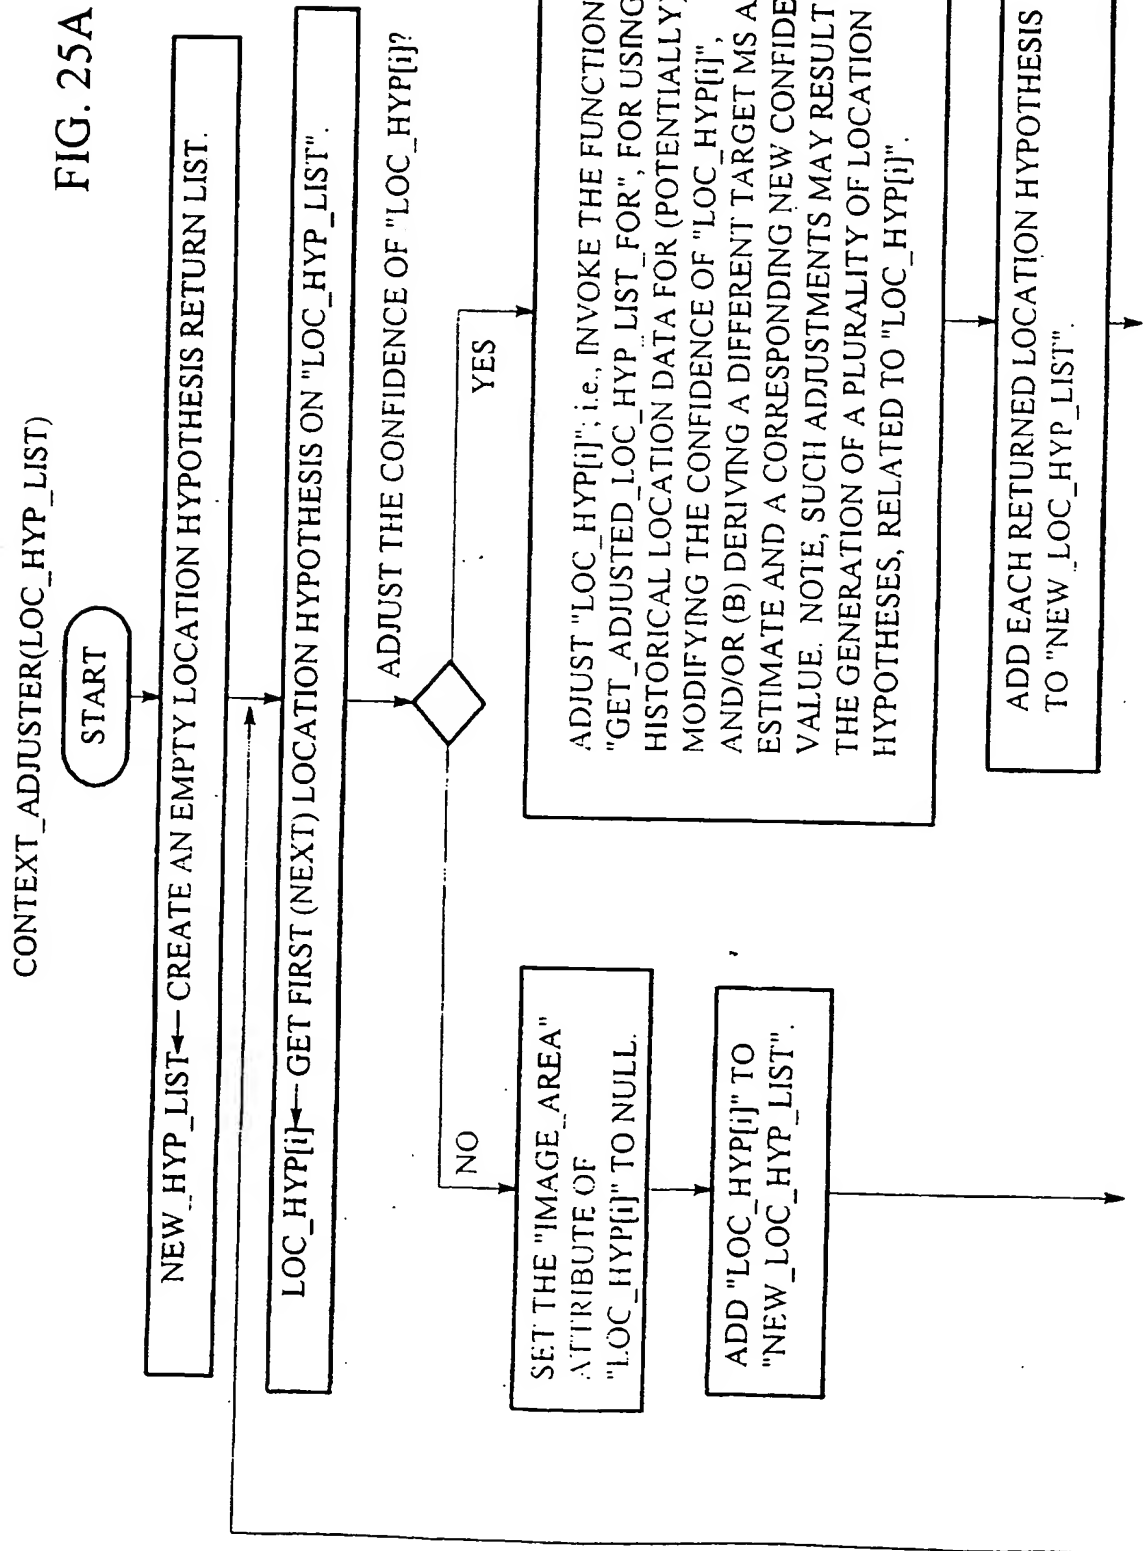 FIG. 25A
CONTEXT_ADJUSTER(LOC_HYP_LIST)
START
NEW_HYP_LIST← CREATE AN EMPTY LOCATION HYPOTHESIS RETURN LIST.
LOC_HYP[i]← GET FIRST (NEXT) LOCATION HYPOTHESIS ON "LOC_HYP_LIST".
ADJUST THE CONFIDENCE OF "LOC_HYP[i]?
NO
YES
SET THE "IMAGE_AREA"
ATTRIBUTE OF
"LOC_HYP[i]" TO NULL.
ADD "LOC_HYP[i]" TO
"NEW_LOC_HYP_LIST".
ADJUST "LOC_HYP[i]"; i.e., INVOKE THE FUNCTION
"GET_ADJUSTED_LOC_HYP_LIST_FOR", FOR USING
HISTORICAL LOCATION DATA FOR (POTENTIALLY)
MODIFYING THE CONFIDENCE OF "LOC_HYP[i]",
AND/OR (B) DERIVING A DIFFERENT TARGET MS A
ESTIMATE AND A CORRESPONDING NEW CONFIDE
VALUE. NOTE, SUCH ADJUSTMENTS MAY RESULT
THE GENERATION OF A PLURALITY OF LOCATION
HYPOTHESES, RELATED TO "LOC_HYP[i]".
ADD EACH RETURNED LOCATION HYPOTHESIS
TO "NEW_LOC_HYP_LIST".